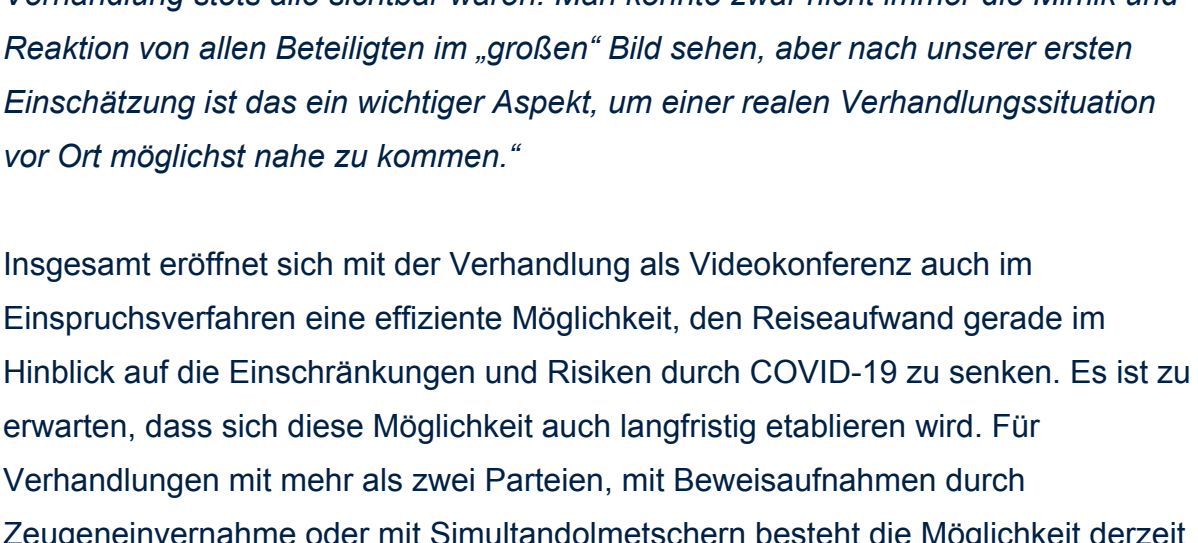 Verhandlung stets alle sichtbar waren. Man konnte zwar nicht immer die Mimik und
Reaktion von allen Beteiligten im „großen“ Bild sehen, aber nach unserer ersten
Einschätzung ist das ein wichtiger Aspekt, um einer realen Verhandlungssituation
vor Ort möglichst nahe zu kommen.“
Insgesamt eröffnet sich mit der Verhandlung als Videokonferenz auch im
Einspruchsverfahren eine effiziente Möglichkeit, den Reiseaufwand gerade im
Hinblick auf die Einschränkungen und Risiken durch COVID-19 zu senken. Es ist zu
erwarten, dass sich diese Möglichkeit auch langfristig etablieren wird. Für
Verhandlungen mit mehr als zwei Parteien, mit Beweisaufnahmen durch
Zeugeneinvernahme oder mit Simultandolmetschern besteht die Möglichkeit derzeit